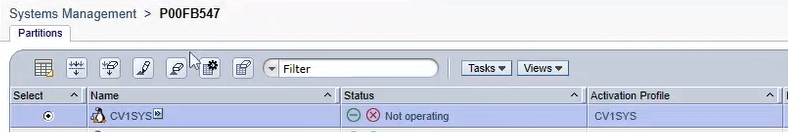 Systems Management > P00FB547
Partitions
Filter Tasks Views
Select Name Status Activation Profile
CV1SYS Not operating CV1SYS